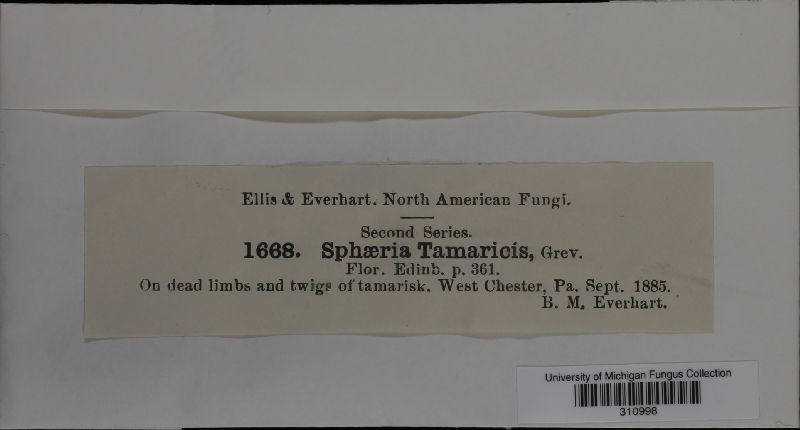 Ellis & Everhart. North American Fungi.
Second Series.
1668. Sphæria Tamaricis, Grev.
Flor. Edinb. p. 361.
On dead limbs and twigs of tamarisk. West Chester, Pa. Sept. 1885.
B. M. Everhart.
University of Michigan Fungus Collection
310998